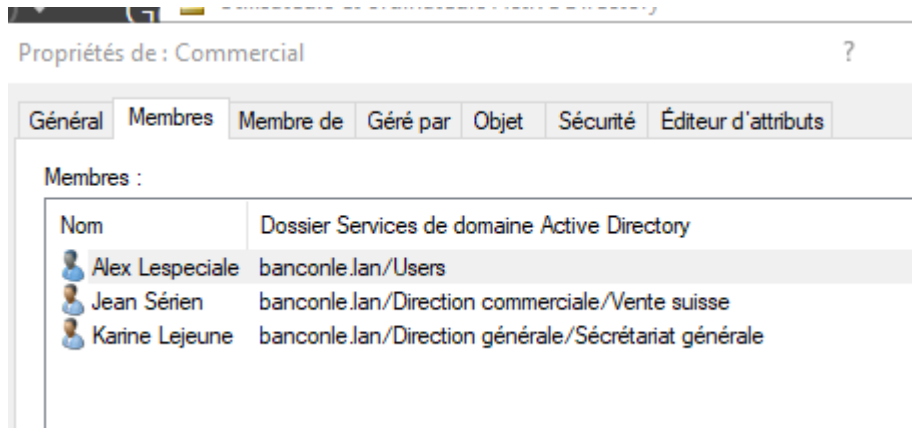 Propriétés de : Commercial ?
Général Membres Membre de Géré par Objet Sécurité Éditeur d'attributs
Membres :
Nom Dossier Services de domaine Active Directory
Alex Lespeciale banconle.lan/Users
Jean Sérien banconle.lan/Direction commerciale/Vente suisse
Karine Lejeune banconle.lan/Direction générale/Sécrétariat générale